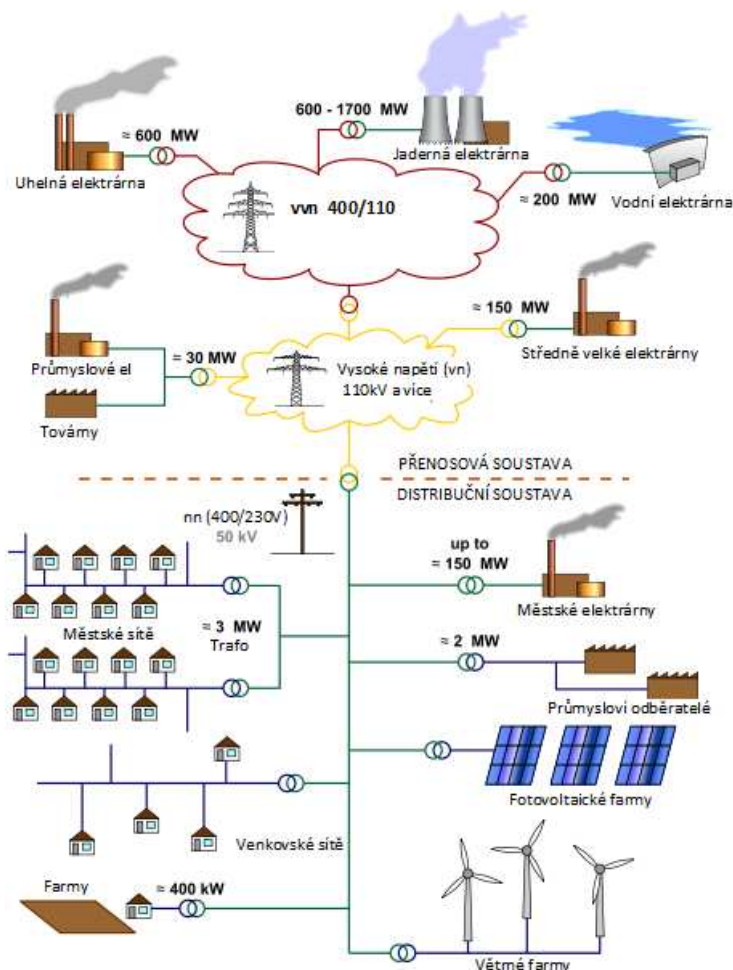 600 - 1700 MW
≈ 600 MW
Jaderná elektrárna
Uhelná elektrárna
≈ 200 MW
Vodní elektrárna
vvn 400/110
≈ 150 MW
Středně velké elektrárny
≈ 30 MW
Průmyslové el
Továrny
Vysoké napětí (vn)
110kV a více
PŘENOSOVÁ SOUSTAVA
DISTRIBUČNÍ SOUSTAVA
nn (400/230V)
50 kV
up to
≈ 150 MW
Městské elektrárny
Městské sítě
≈ 3 MW
Trafo
≈ 2 MW
Průmysloví odběratelé
Fotovoltaické farmy
Venkovské sítě
Farmy
≈ 400 kW
Větrné farmy